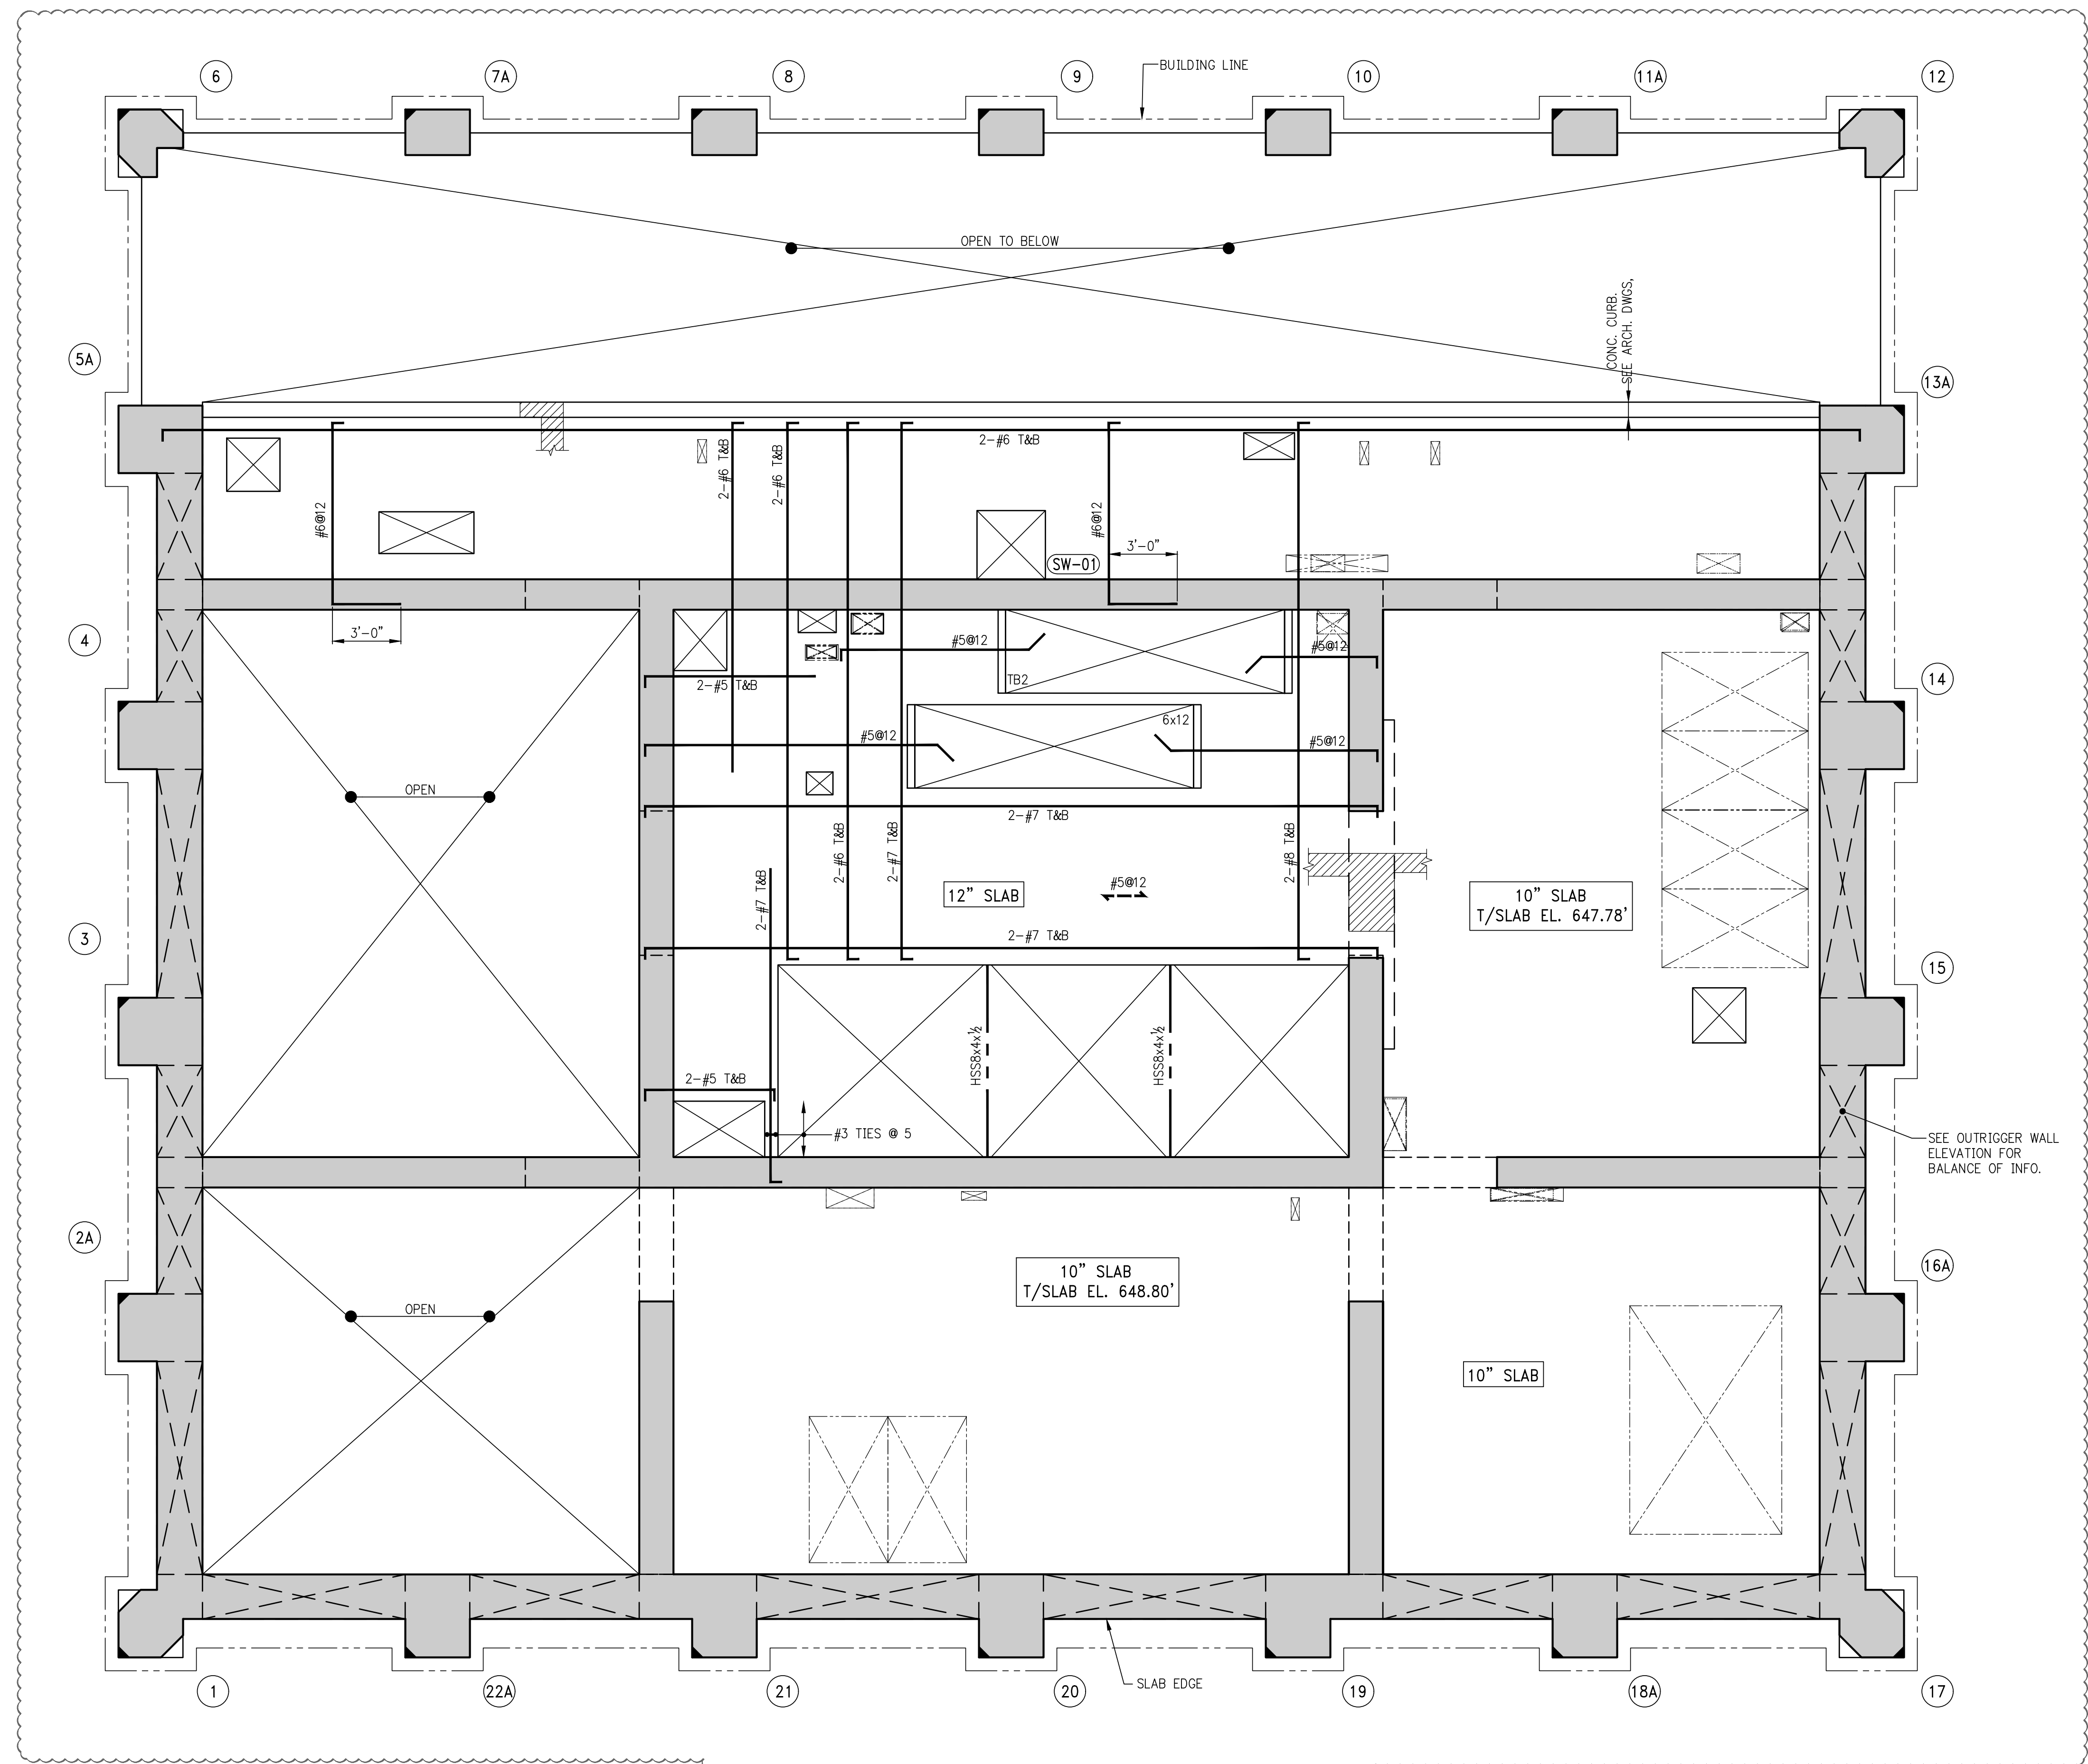 6
7A
8
9
10
11A
12
BUILDING LINE
OPEN TO BELOW
CONC. CURB.
SEE ARCH. DWGS,
5A
13A
2-#6 T&B
2-#6 T&B
2-#6 T&B
#6@12
#6@12
3'-0"
SW-01
3'-0"
4
14
#5@12
#5@12
TB2
2-#5 T&B
6x12
#5@12
#5@12
OPEN
2-#7 T&B
2-#6 T&B
2-#7 T&B
2-#8 T&B
2-#7 T&B
12" SLAB
#5@12
10" SLAB
T/SLAB EL. 647.78'
3
15
2-#7 T&B
HSS8x4x½
HSS8x4x½
2-#5 T&B
#3 TIES @ 5
SEE OUTRIGGER WALL
ELEVATION FOR
BALANCE OF INFO.
2A
16A
10" SLAB
T/SLAB EL. 648.80'
OPEN
10" SLAB
SLAB EDGE
1
22A
21
20
19
18A
17